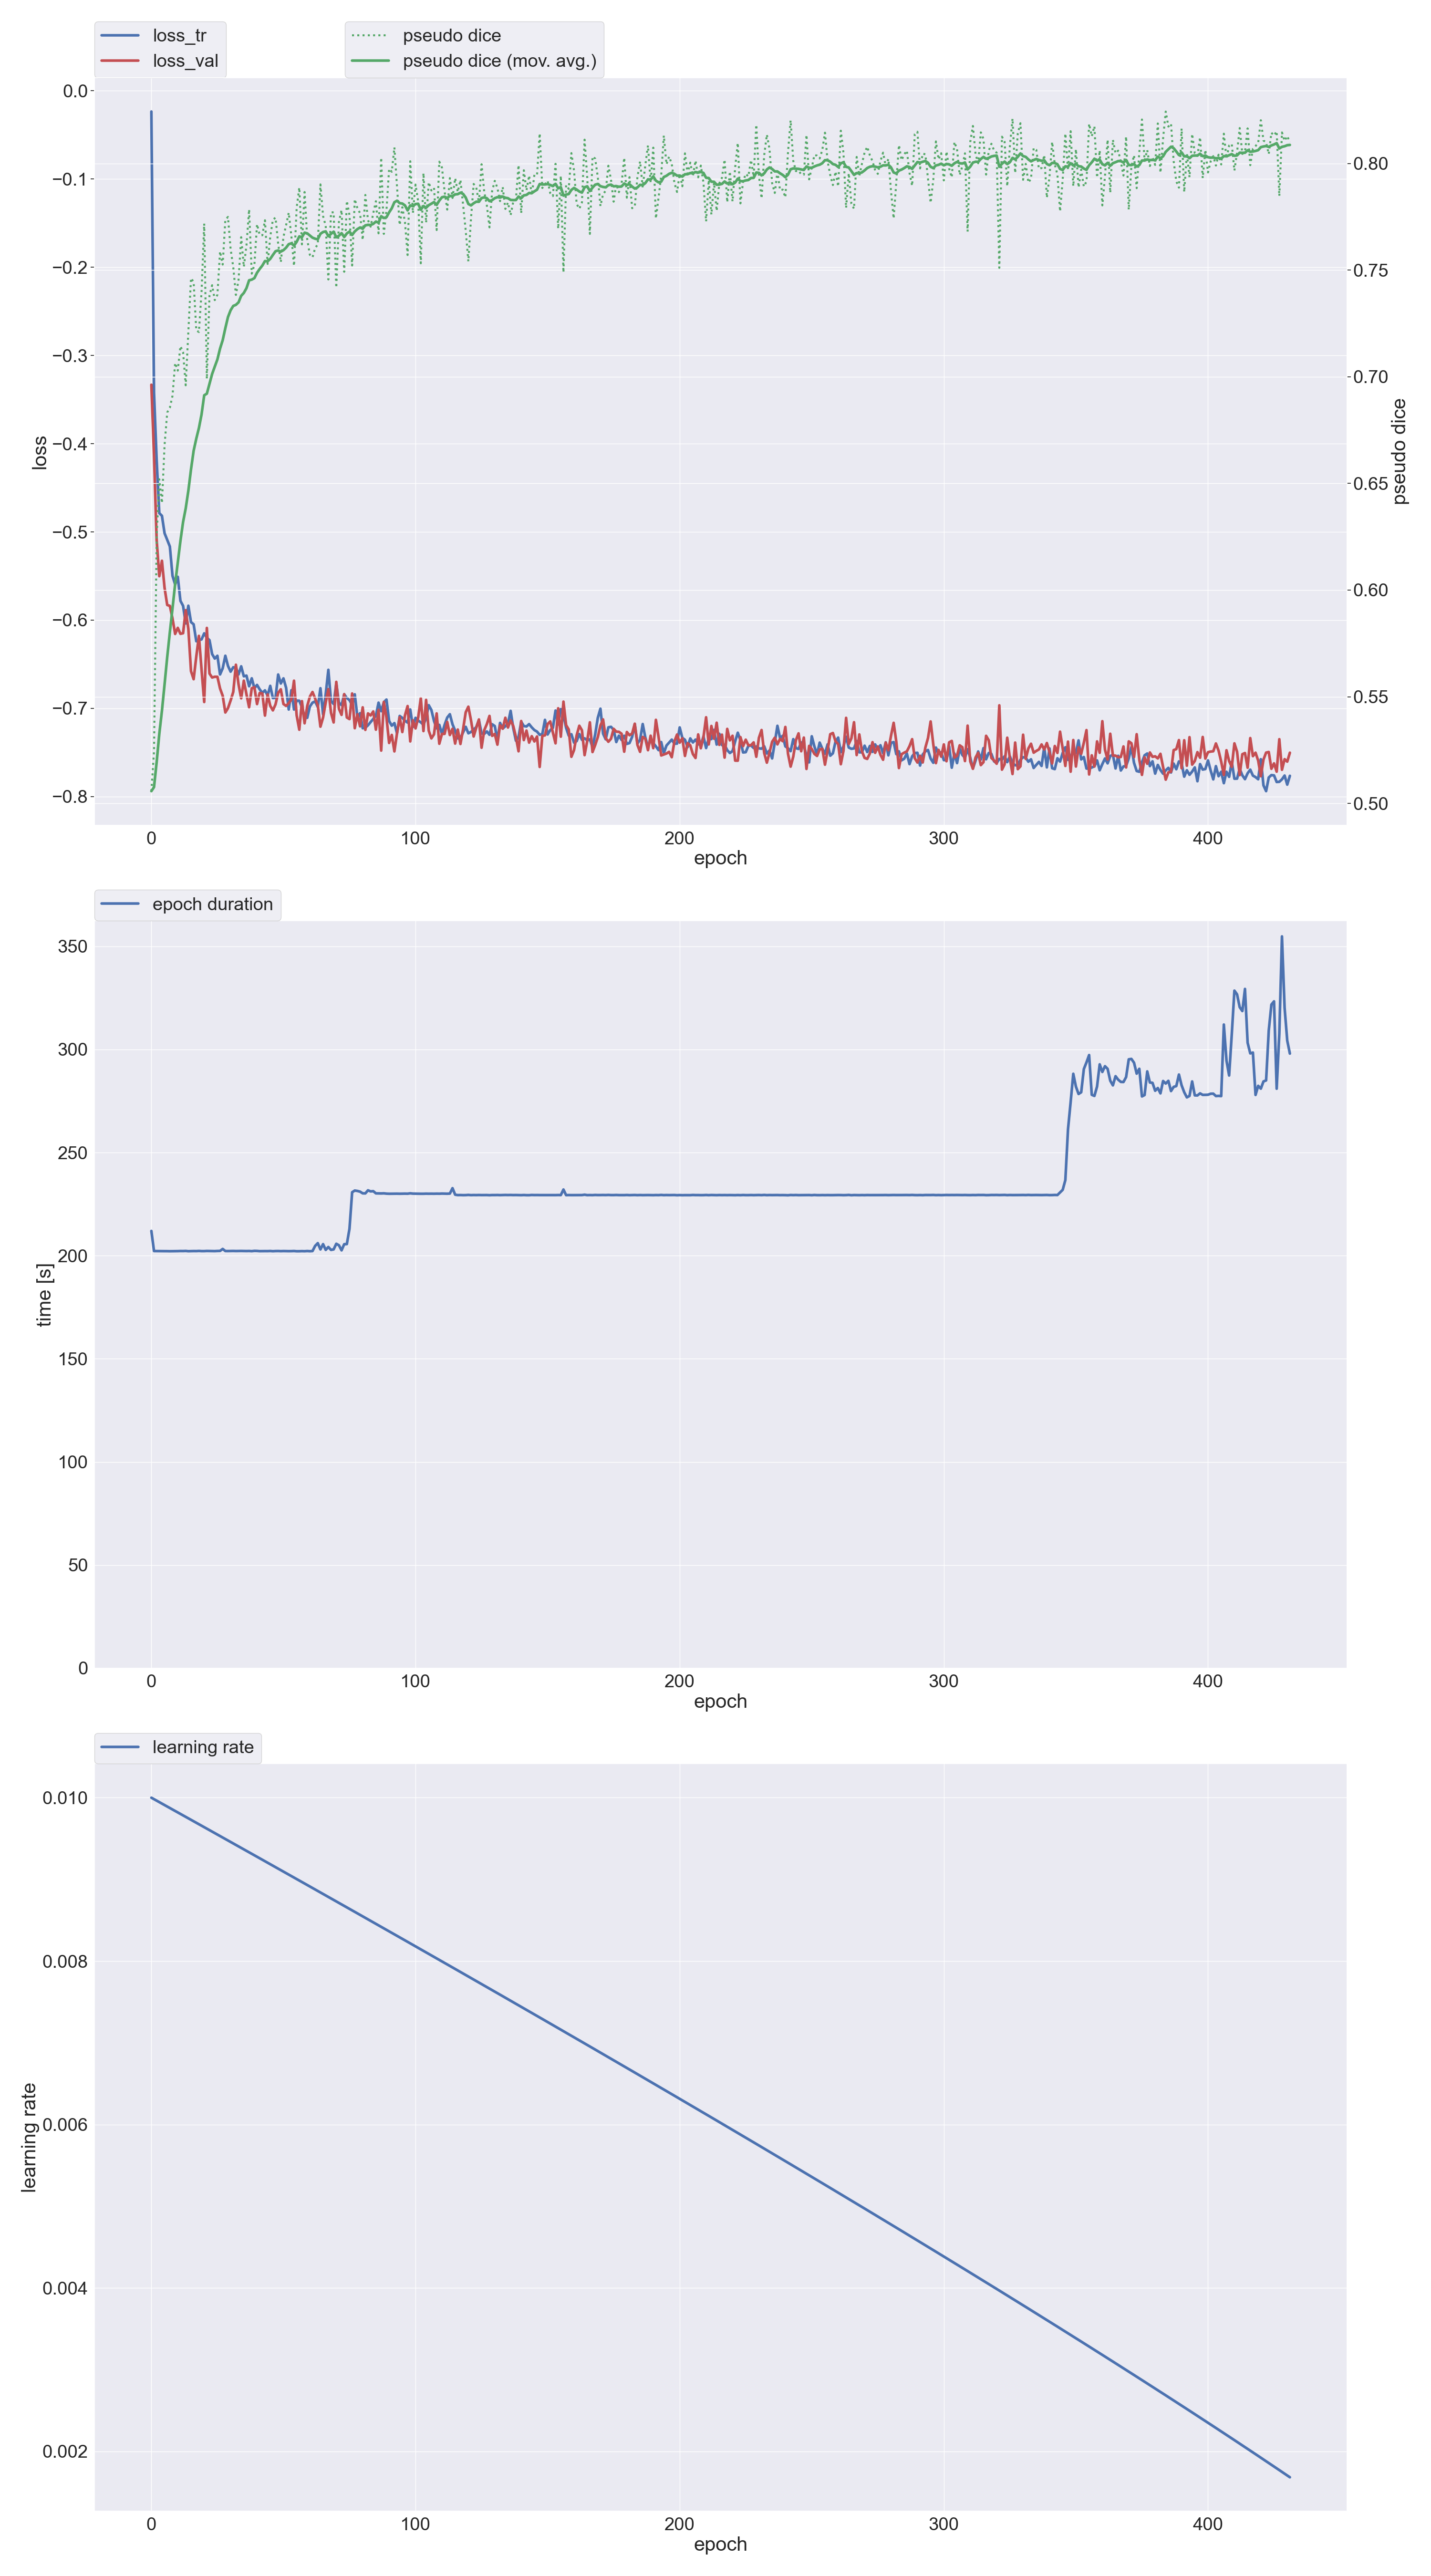 loss_tr
loss_val
pseudo dice
pseudo dice (mov. avg.)
0.0
−0.1
−0.2
−0.3
−0.4
−0.5
−0.6
−0.7
−0.8
loss
0.80
0.75
0.70
0.65
0.60
0.55
0.50
pseudo dice
0 100 200 300 400
epoch
epoch duration
350
300
250
200
150
100
50
0
time [s]
0 100 200 300 400
epoch
learning rate
0.010
0.008
0.006
0.004
0.002
learning rate
0 100 200 300 400
epoch